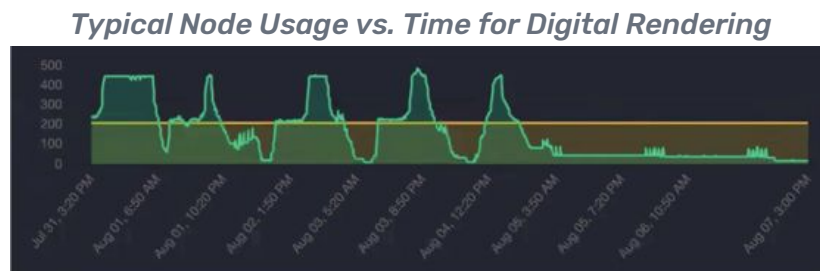 Typical Node Usage vs. Time for Digital Rendering
500
400
300
200
100
0
Jul 31, 3:20 PM
Aug 01, 6:50 AM
Aug 01, 10:20 PM
Aug 02, 1:50 PM
Aug 03, 5:20 AM
Aug 03, 8:50 PM
Aug 04, 12:20 PM
Aug 05, 3:50 AM
Aug 05, 7:20 PM
Aug 06, 10:50 AM
Aug 07, 3:00 PM